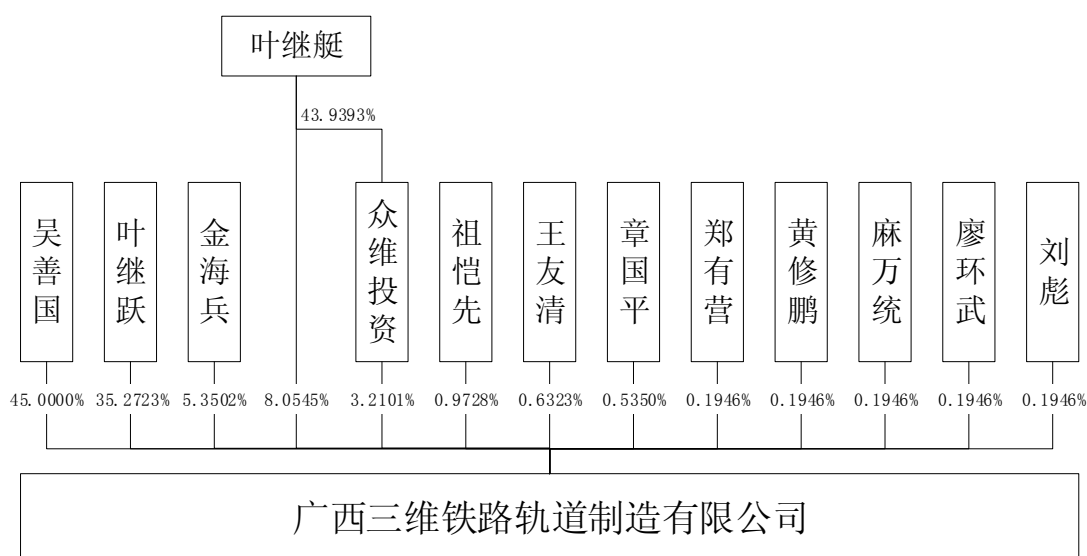 叶继艇
43.9393%
吴善国
叶继跃
金海兵
众维投资
祖恺先
王友清
章国平
郑有营
黄修鹏
麻万统
廖环武
刘彪
45.0000%
35.2723%
5.3502%
8.0545%
3.2101%
0.9728%
0.6323%
0.5350%
0.1946%
0.1946%
0.1946%
0.1946%
0.1946%
广西三维铁路轨道制造有限公司